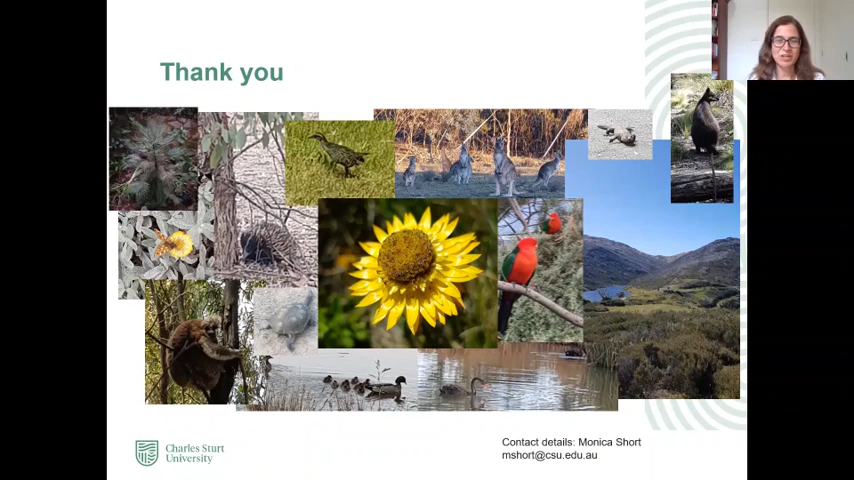 Thank you
Charles Sturt
University
Contact details: Monica Short
mshort@csu.edu.au